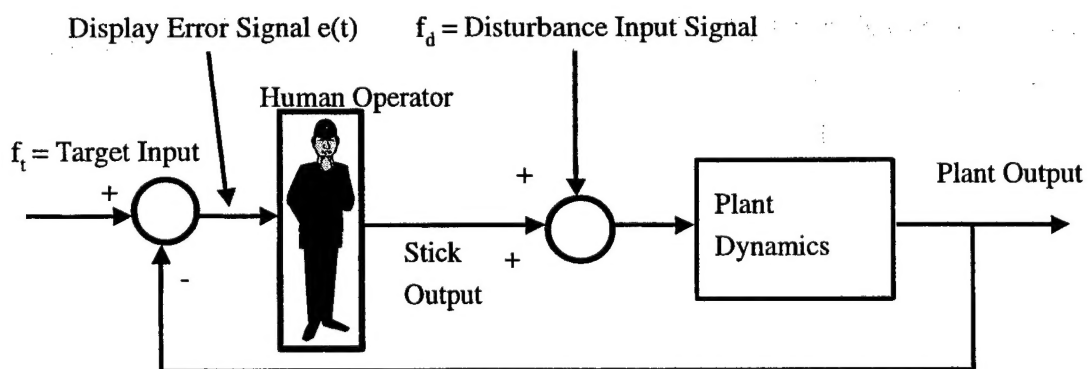 Display Error Signal e(t)
f_d = Disturbance Input Signal
Human Operator
f_t = Target Input
+
+
Plant Output
Plant
Dynamics
-
Stick
Output
+